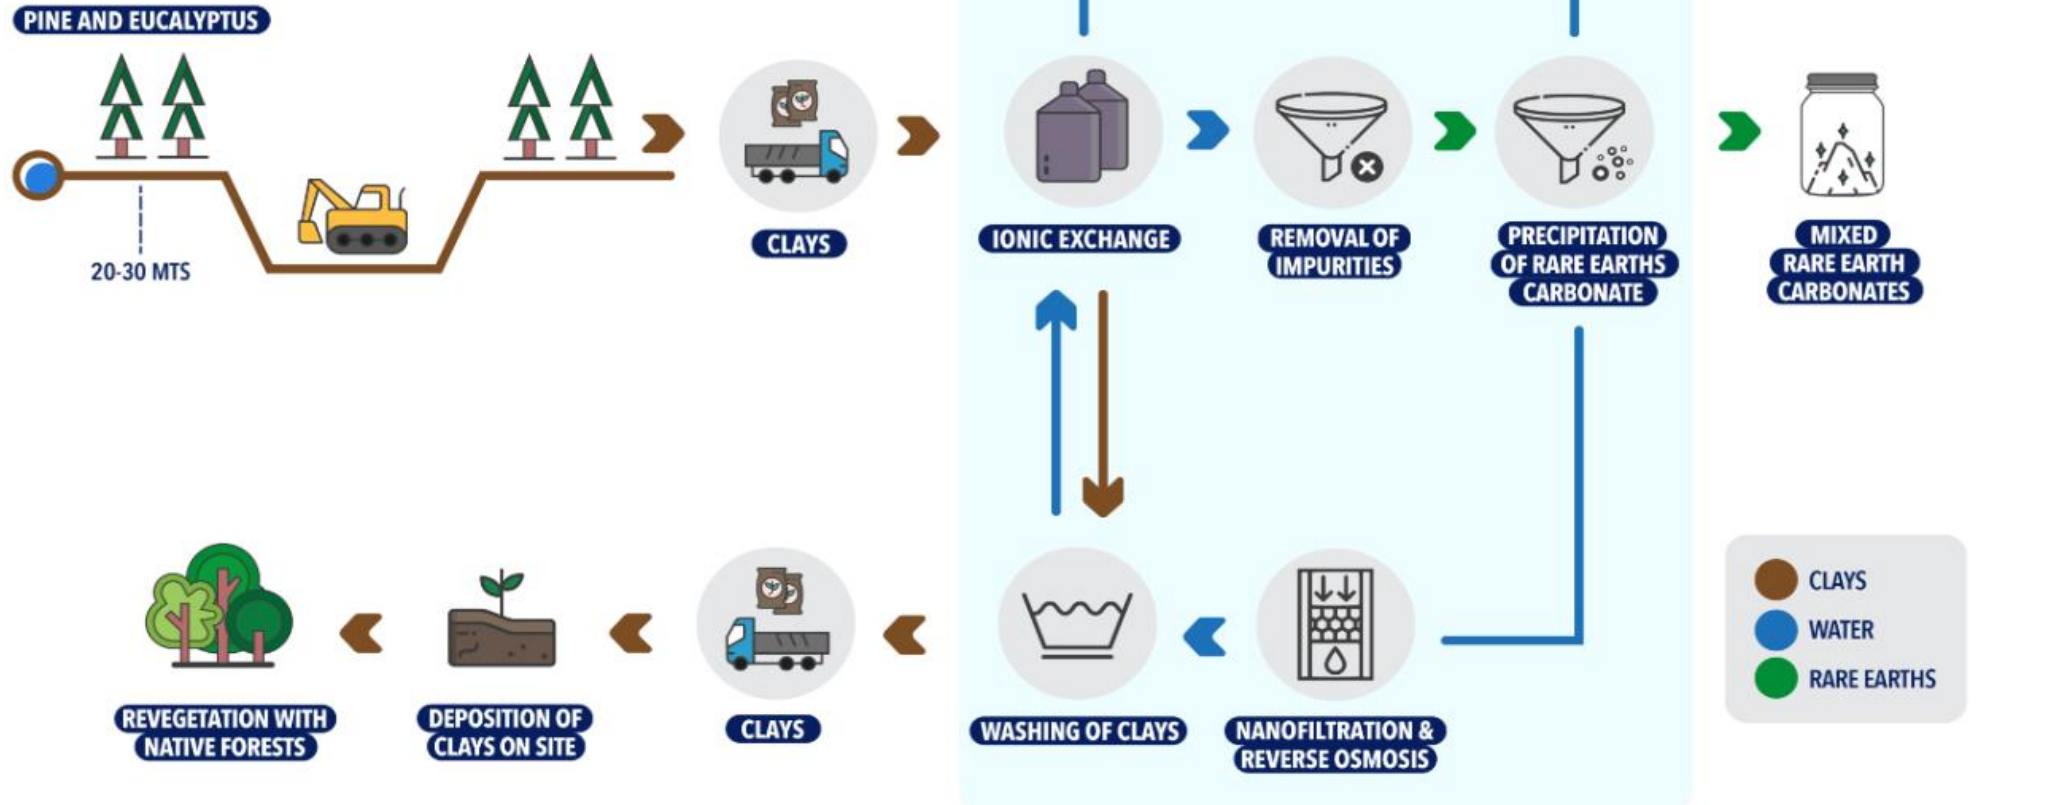 PINE AND EUCALYPTUS
20-30 MTS
CLAYS
IONIC EXCHANGE
REMOVAL OF
IMPURITIES
PRECIPITATION
OF RARE EARTHS
CARBONATE
MIXED
RARE EARTH
CARBONATES
REVEGETATION WITH
NATIVE FORESTS
DEPOSITION OF
CLAYS ON SITE
CLAYS
WASHING OF CLAYS
NANOFILTRATION &
REVERSE OSMOSIS
CLAYS
WATER
RARE EARTHS